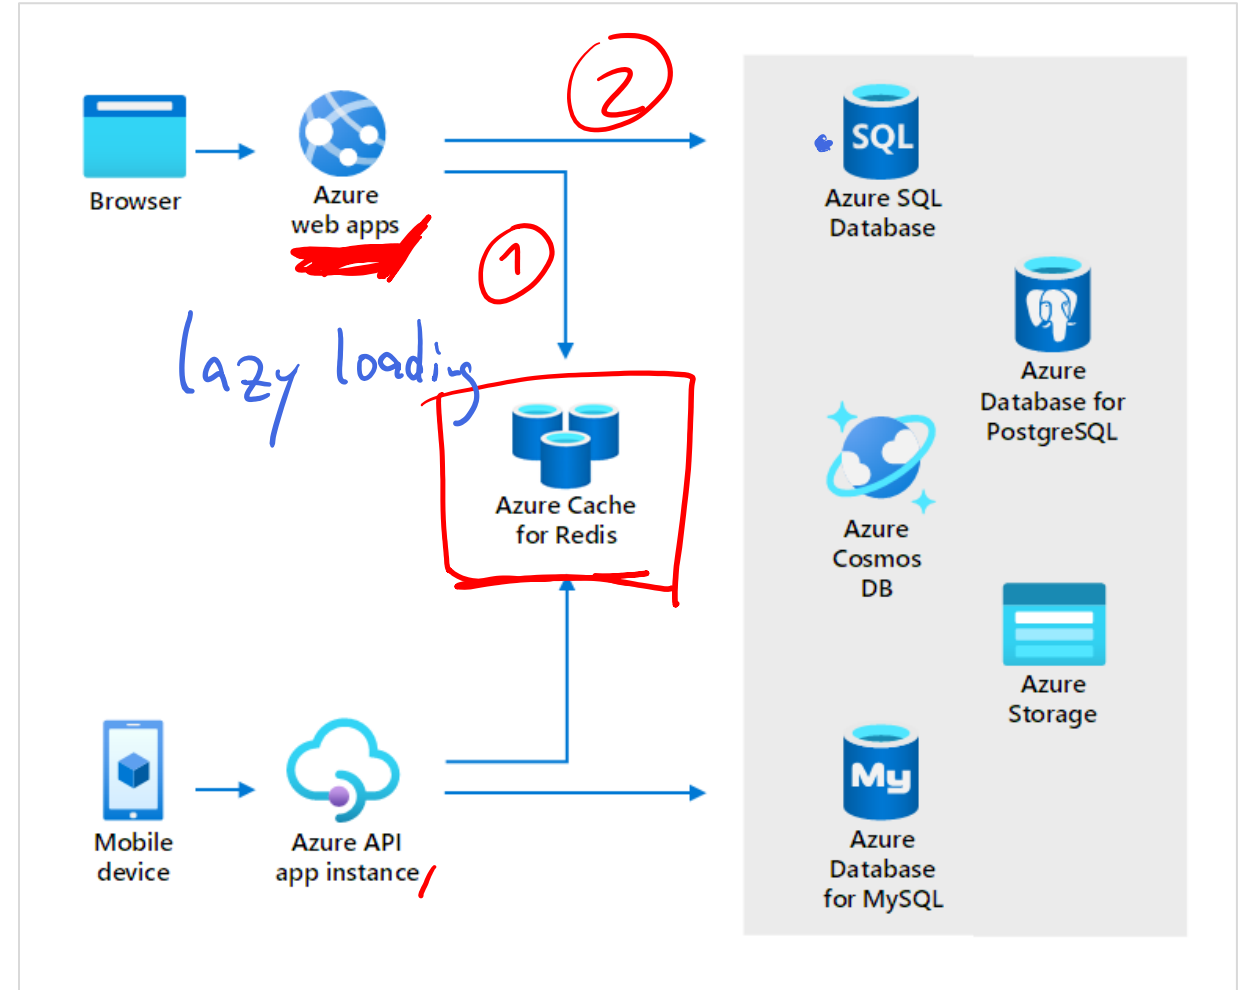 2
SQL
Browser
Azure
web apps
Azure SQL
Database
1
lazy loading
Azure
Database for
PostgreSQL
Azure Cache
for Redis
Azure
Cosmos
DB
Azure
Storage
My
Mobile
device
Azure API
app instance
Azure
Database
for MySQL